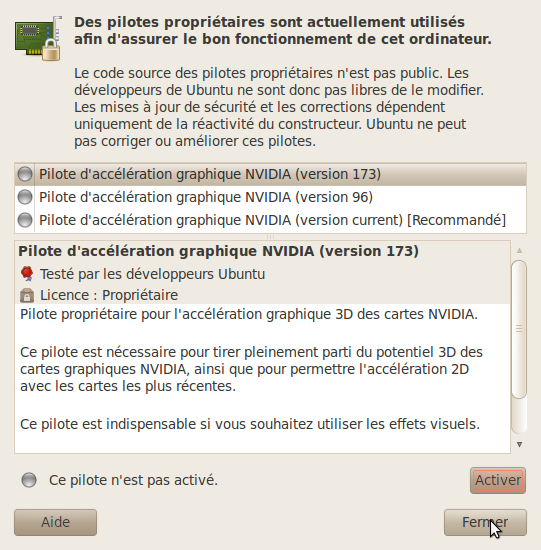 Des pilotes propriétaires sont actuellement utilisés
afin d'assurer le bon fonctionnement de cet ordinateur.
Le code source des pilotes propriétaires n'est pas public. Les
développeurs de Ubuntu ne sont donc pas libres de le modifier.
Les mises à jour de sécurité et les corrections dépendent
uniquement de la réactivité du constructeur. Ubuntu ne peut
pas corriger ou améliorer ces pilotes.
Pilote d'accélération graphique NVIDIA (version 173)
Pilote d'accélération graphique NVIDIA (version 96)
Pilote d'accélération graphique NVIDIA (version current) [Recommandé]
Pilote d'accélération graphique NVIDIA (version 173)
Testé par les développeurs Ubuntu
Licence : Propriétaire
Pilote propriétaire pour l'accélération graphique 3D des cartes NVIDIA.
Ce pilote est nécessaire pour tirer pleinement parti du potentiel 3D des
cartes graphiques NVIDIA, ainsi que pour permettre l'accélération 2D
avec les cartes les plus récentes.
Ce pilote est indispensable si vous souhaitez utiliser les effets visuels.
Ce pilote n'est pas activé.
Activer
Aide
Fermer